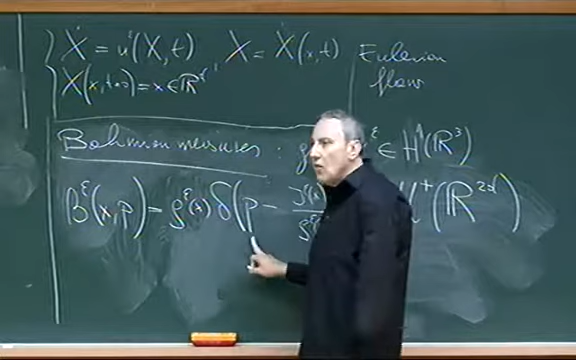 Ẋ = u^ε(X,t)   X = X(x,t)   Eulerian
X(x,t=0) = x ∈ ℝ^d,   flow
Bohmian measures : ε ∈ H^1(ℝ^3)
β^ε(x,p) = ρ^ε(x) δ(p − J^ε(x) / ρ^ε ^+(ℝ^{2d})